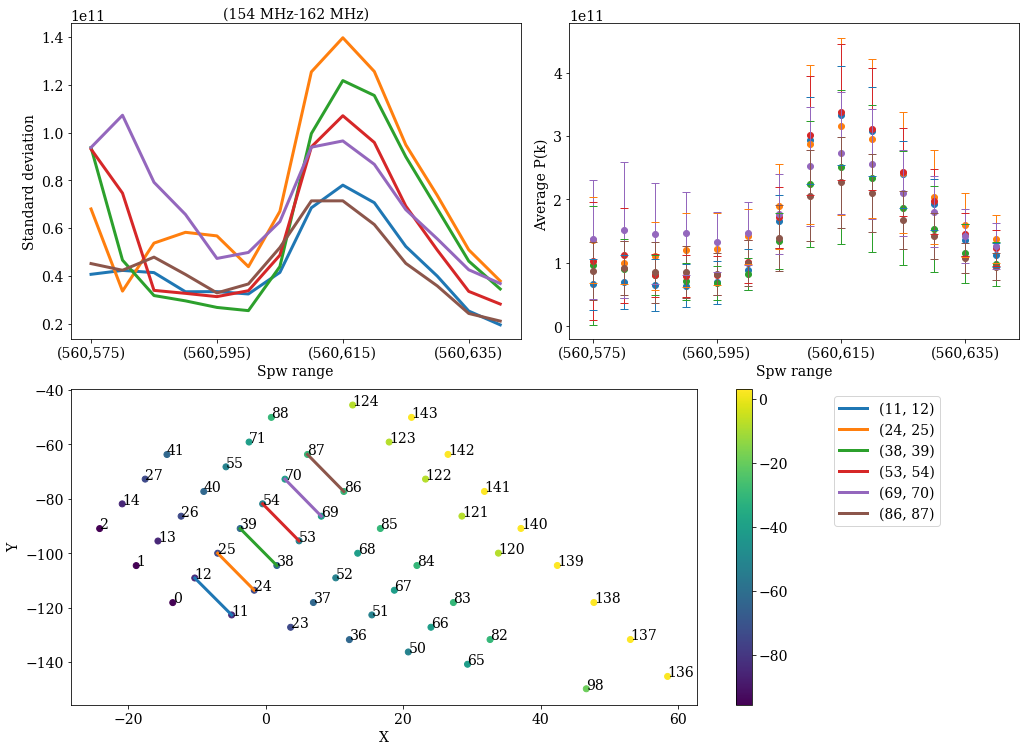 (154 MHz-162 MHz)
1e11
1.4
1.2
1.0
0.8
0.6
0.4
0.2
Standard deviation
(560,575) (560,595) (560,615) (560,635)
Spw range
1e11
4
3
2
1
0
Average P(k)
(560,575) (560,595) (560,615) (560,635)
Spw range
−40
−60
−80
−100
−120
−140
Y
124
88 143
123
71
41 87 142
55
27 70 122
40 86 141
14 54
26 69 121
2 39 85 140
13 53
25 68 120
1 38 84 139
12 52
24 67
0 37 83 138
11 51
23 66
36 82 137
50
65 136
98
−20 0 20 40 60
X
0
−20
−40
−60
−80
(11, 12)
(24, 25)
(38, 39)
(53, 54)
(69, 70)
(86, 87)